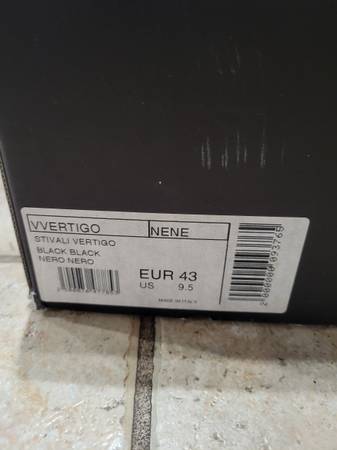 VVERTIGO NENE
STIVALI VERTIGO
BLACK BLACK
NERO NERO
EUR 43
US 9.5
MADE IN ITALY